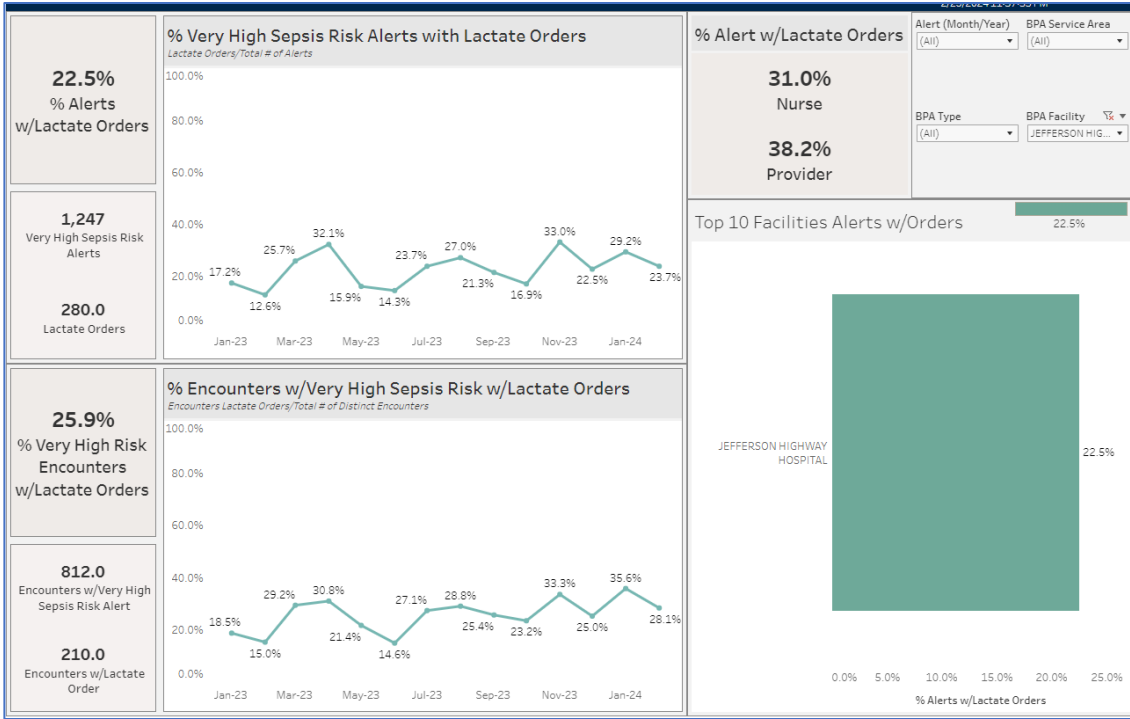 22.5%
% Alerts
w/Lactate Orders
1,247
Very High Sepsis Risk
Alerts
280.0
Lactate Orders
% Very High Sepsis Risk Alerts with Lactate Orders
Lactate Orders/Total # of Alerts
100.0%
80.0%
60.0%
40.0%
20.0%
0.0%
17.2%
12.6%
25.7%
32.1%
15.9%
14.3%
23.7%
27.0%
21.3%
16.9%
33.0%
22.5%
29.2%
23.7%
Jan-23 Mar-23 May-23 Jul-23 Sep-23 Nov-23 Jan-24
% Alert w/Lactate Orders
31.0%
Nurse
38.2%
Provider
Alert (Month/Year) BPA Service Area
(All) (All)
BPA Type BPA Facility
(All) JEFFERSON HIG...
25.9%
% Very High Risk
Encounters
w/Lactate Orders
812.0
Encounters w/Very High
Sepsis Risk Alert
210.0
Encounters w/Lactate
Order
% Encounters w/Very High Sepsis Risk w/Lactate Orders
Encounters Lactate Orders/Total # of Distinct Encounters
100.0%
80.0%
60.0%
40.0%
20.0%
0.0%
18.5%
15.0%
29.2%
30.8%
21.4%
14.6%
27.1%
28.8%
25.4%
23.2%
33.3%
25.0%
35.6%
28.1%
Jan-23 Mar-23 May-23 Jul-23 Sep-23 Nov-23 Jan-24
Top 10 Facilities Alerts w/Orders
22.5%
JEFFERSON HIGHWAY
HOSPITAL
22.5%
0.0% 5.0% 10.0% 15.0% 20.0% 25.0%
% Alerts w/Lactate Orders